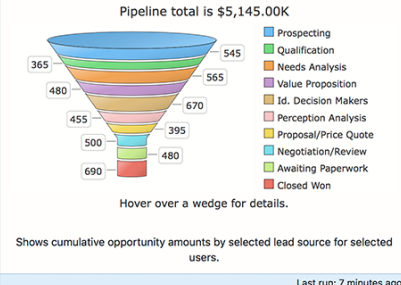 Pipeline total is $5,145.00K
545
365
565
480
670
455
395
500
480
690
Prospecting
Qualification
Needs Analysis
Value Proposition
Id. Decision Makers
Perception Analysis
Proposal/Price Quote
Negotiation/Review
Awaiting Paperwork
Closed Won
Hover over a wedge for details.
Shows cumulative opportunity amounts by selected lead source for selected
users.
Last run: 7 minutes ago